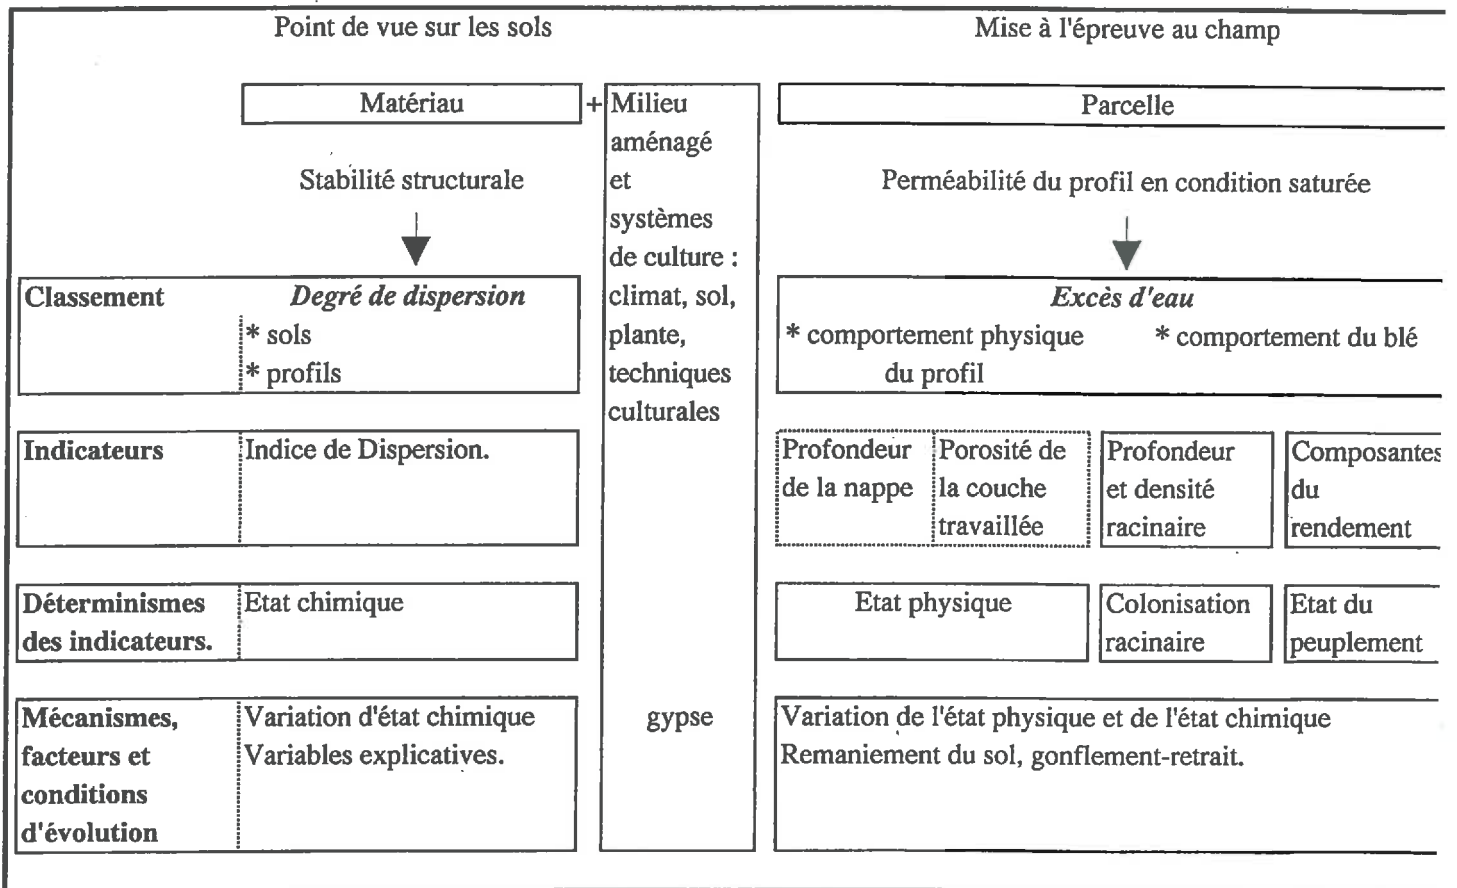 Point de vue sur les sols
Mise à l'épreuve au champ
Matériau
+
Milieu
aménagé
et
systèmes
de culture :
climat, sol,
plante,
techniques
culturales
gypse
Parcelle
Stabilité structurale
Perméabilité du profil en condition saturée
Classement
Degré de dispersion
* sols
* profils
Excès d'eau
* comportement physique
du profil
* comportement du blé
Indicateurs
Indice de Dispersion.
Profondeur
de la nappe
Porosité de
la couche
travaillée
Profondeur
et densité
racinaire
Composantes
du
rendement
Déterminismes
des indicateurs.
Etat chimique
Etat physique
Colonisation
racinaire
Etat du
peuplement
Mécanismes,
facteurs et
conditions
d'évolution
Variation d'état chimique
Variables explicatives.
Variation de l'état physique et de l'état chimique
Remaniement du sol, gonflement-retrait.